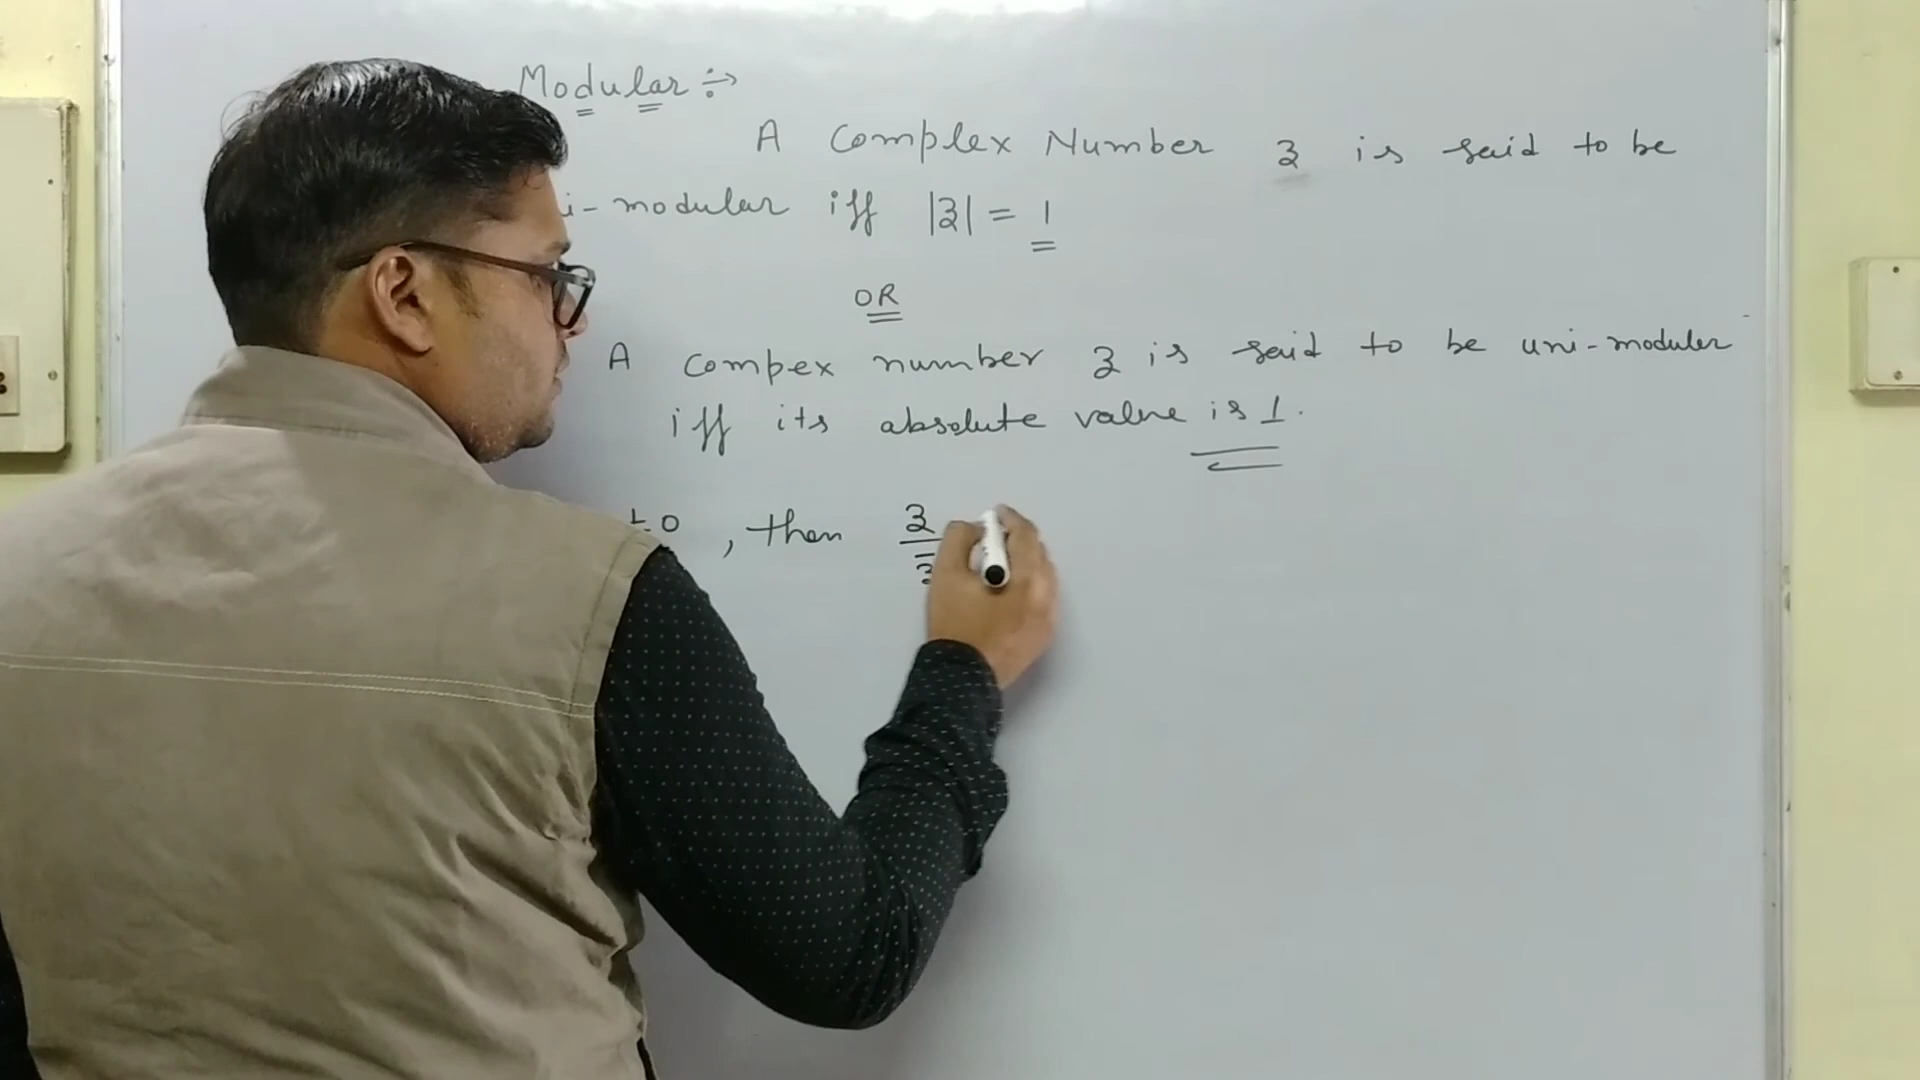 Modular ÷→
A Complex Number z is said to be
i-modular iff |z| = 1
OR
A compex number z is said to be uni-moduler
iff its absolute value is 1.
≠ 0 , then z/z̅